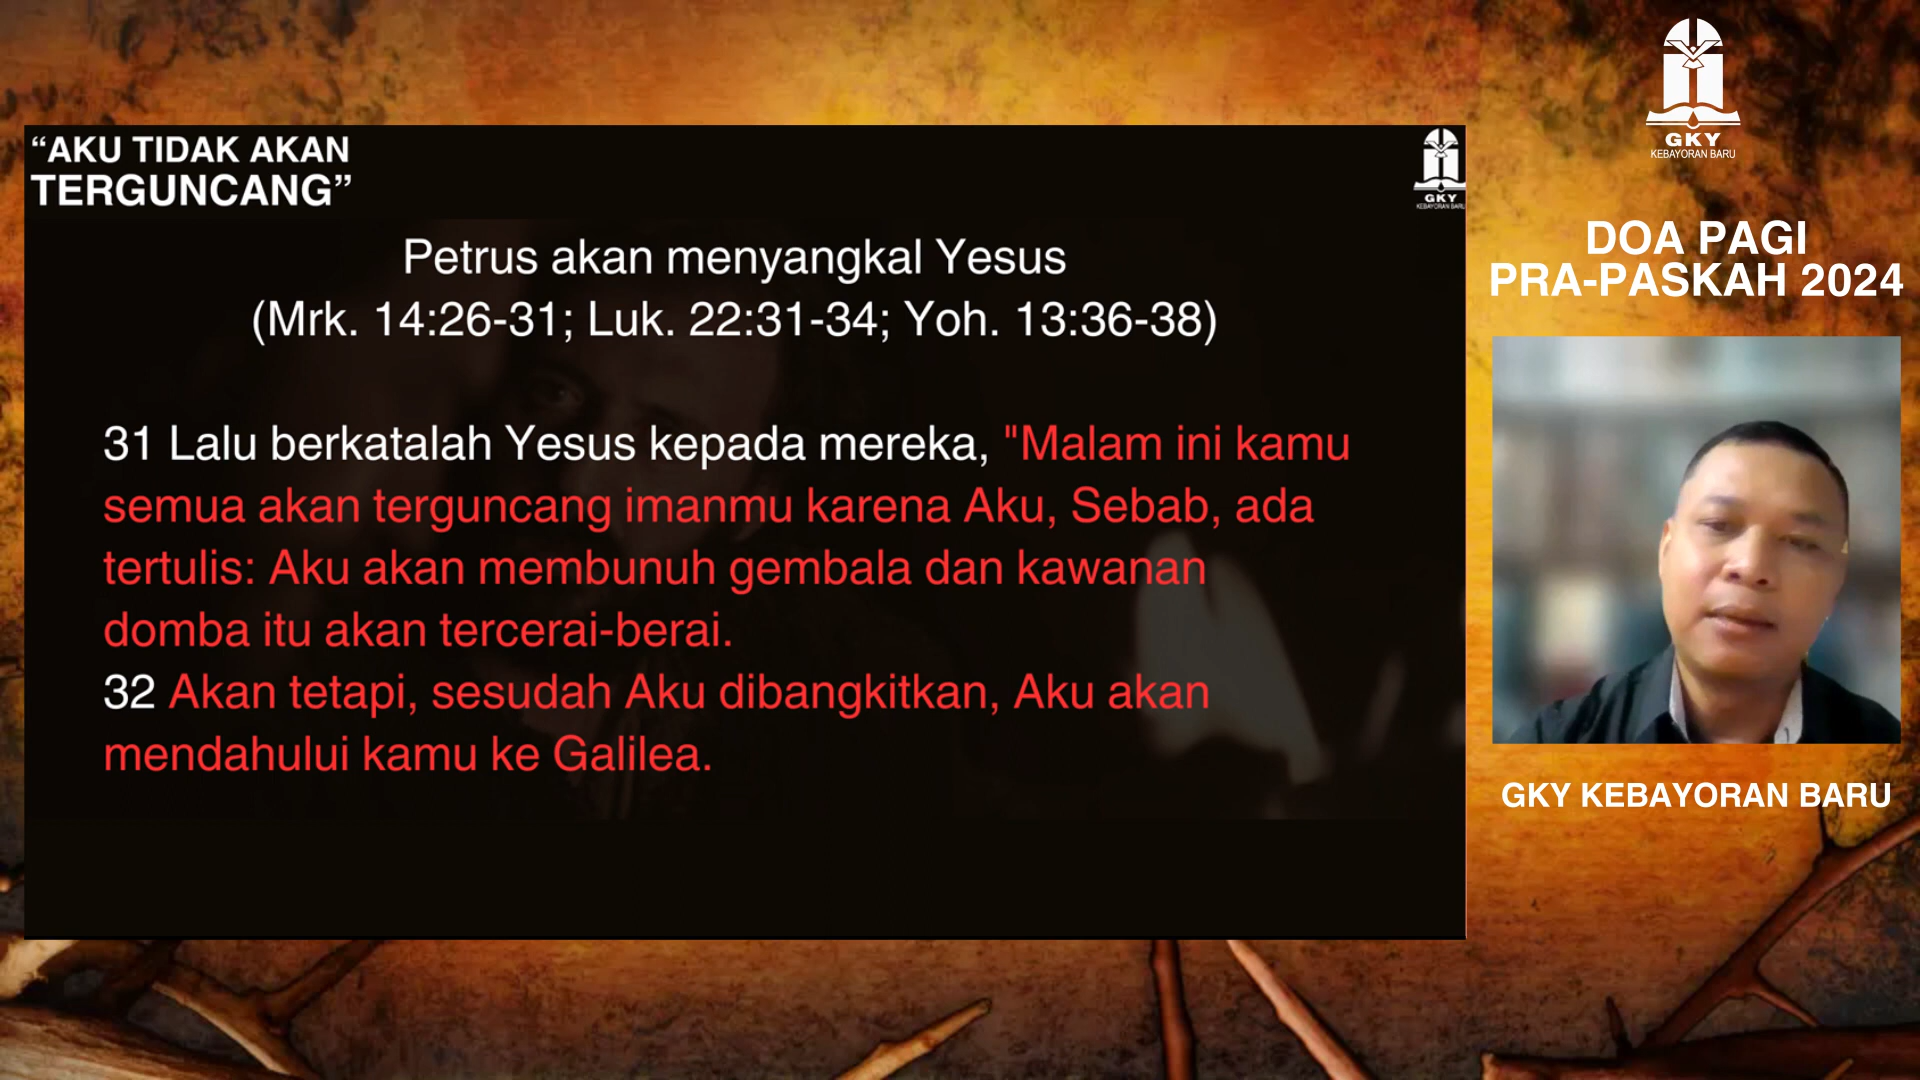 “AKU TIDAK AKAN
TERGUNCANG”
GKY
KEBAYORAN BARU
Petrus akan menyangkal Yesus
(Mrk. 14:26-31; Luk. 22:31-34; Yoh. 13:36-38)
31 Lalu berkatalah Yesus kepada mereka, "Malam ini kamu
semua akan terguncang imanmu karena Aku, Sebab, ada
tertulis: Aku akan membunuh gembala dan kawanan
domba itu akan tercerai-berai.
32 Akan tetapi, sesudah Aku dibangkitkan, Aku akan
mendahului kamu ke Galilea.
GKY
KEBAYORAN BARU
DOA PAGI
PRA-PASKAH 2024
GKY KEBAYORAN BARU